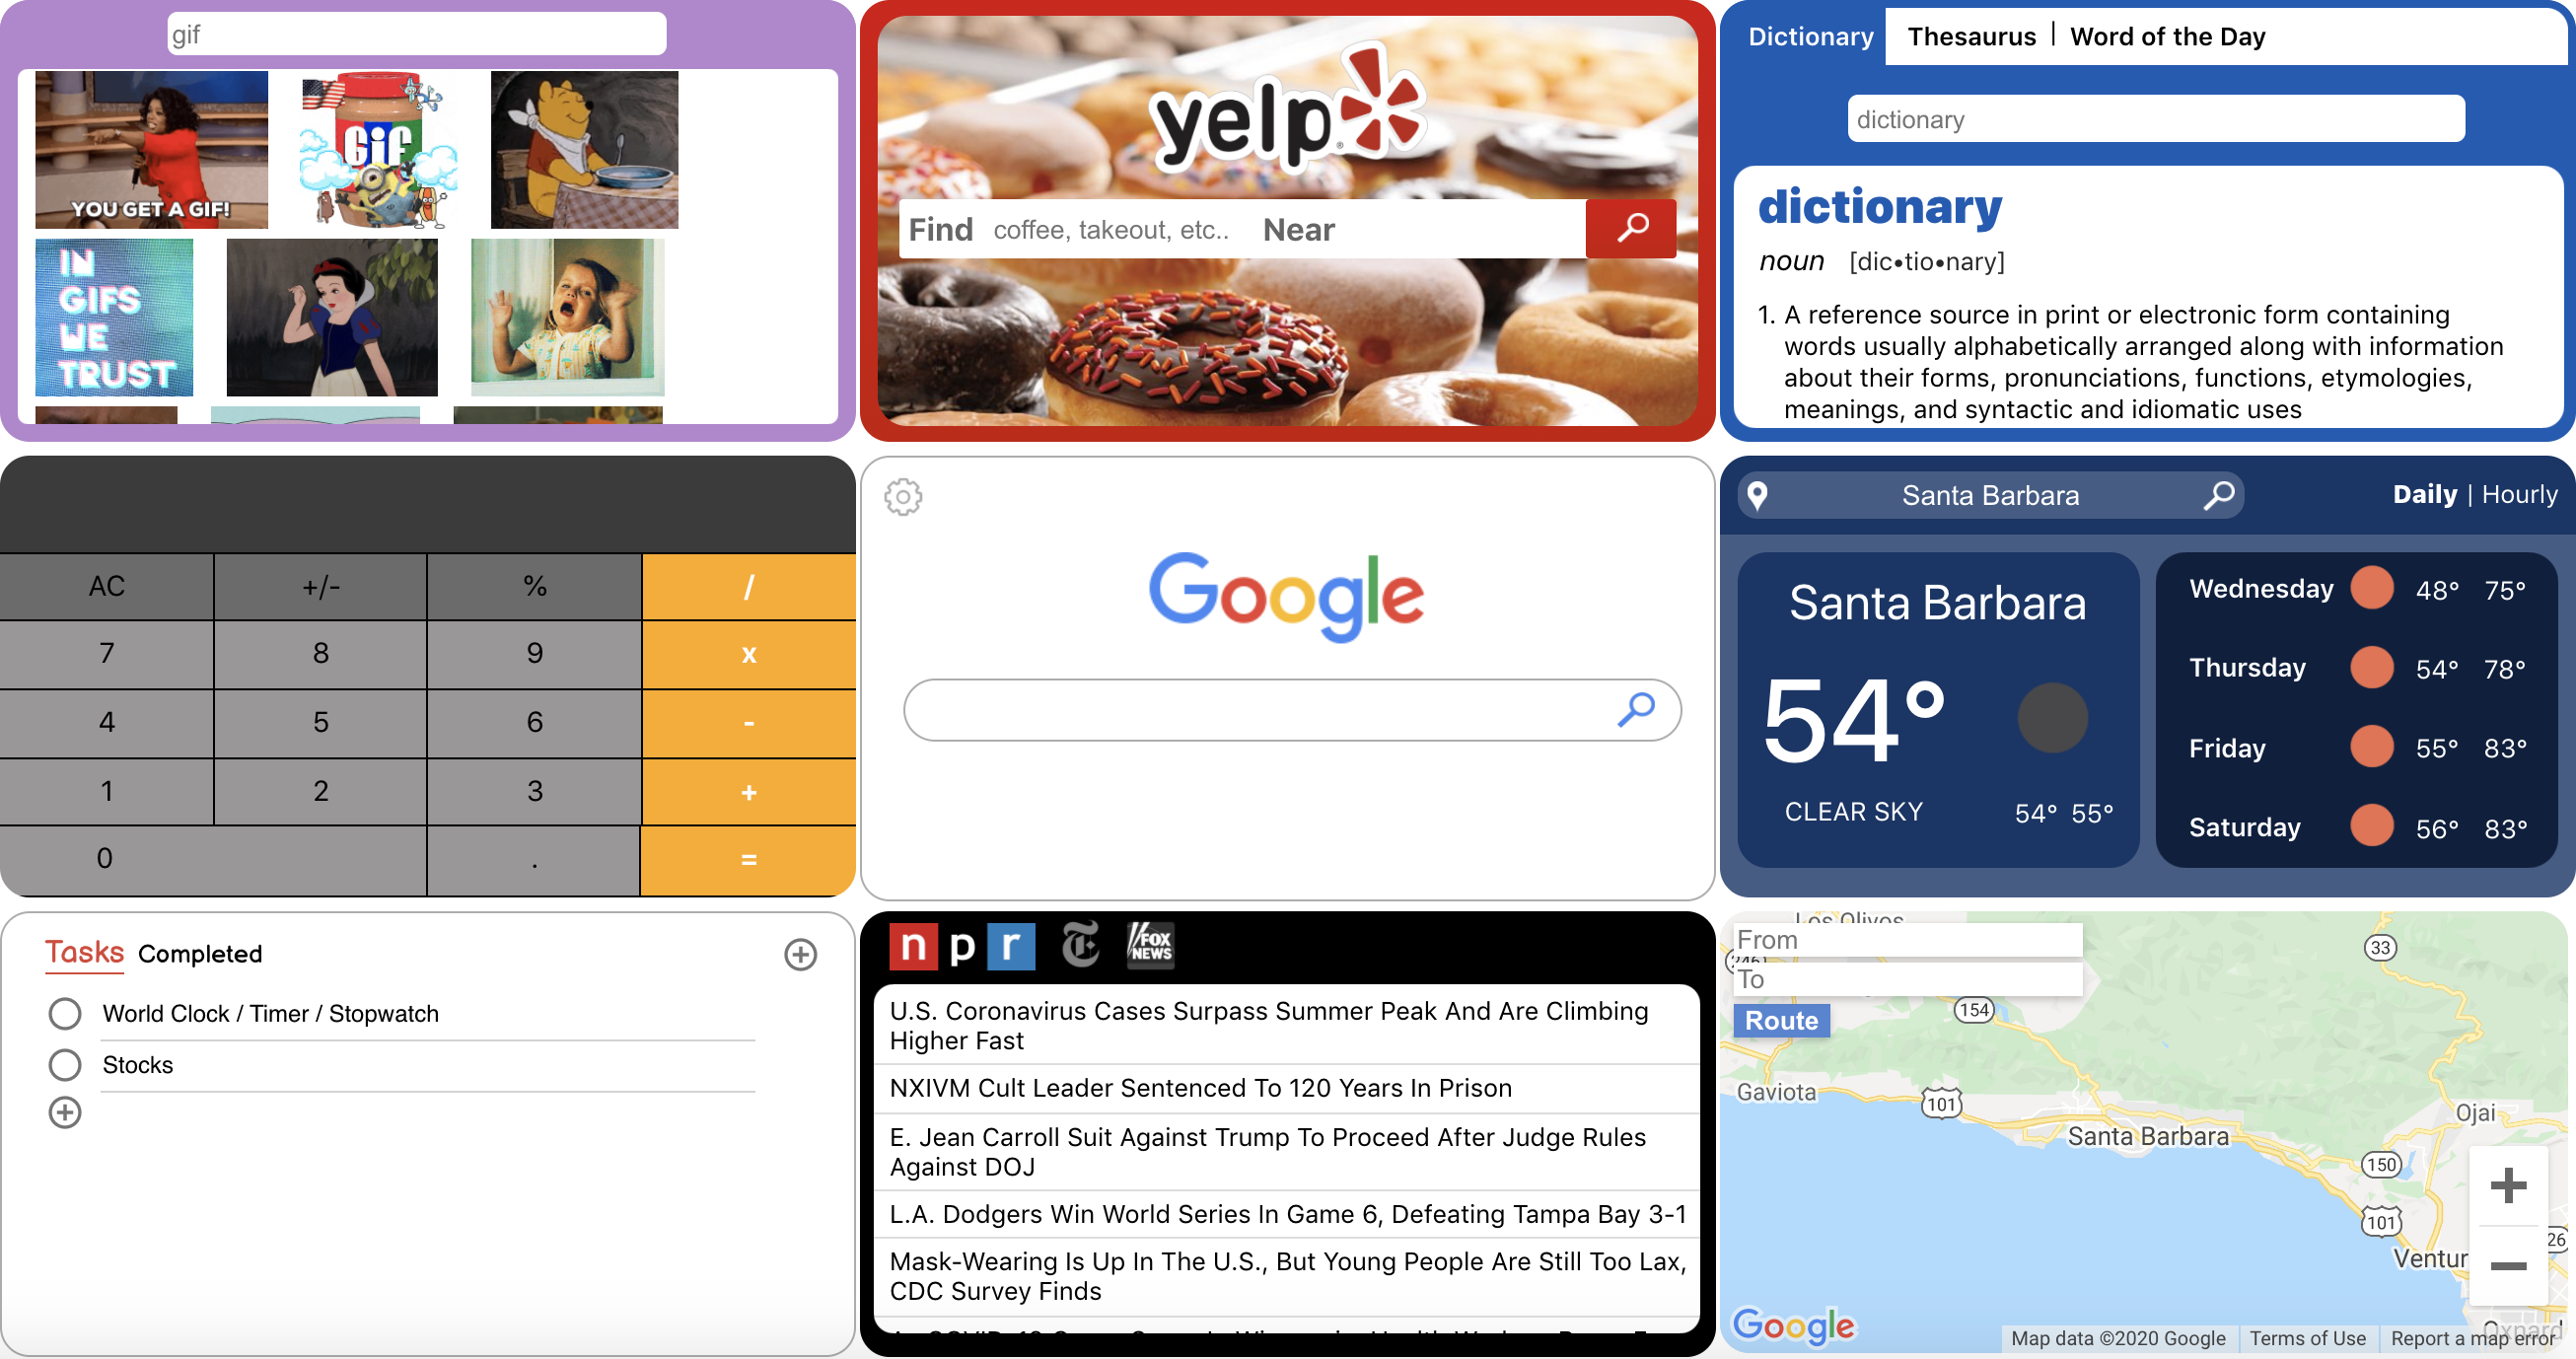 gif
YOU GET A GIF!
GiF
IN
GIFS
WE
TRUST
yelp
Find coffee, takeout, etc.. Near
Dictionary Thesaurus | Word of the Day
dictionary
dictionary
noun [dic•tio•nary]
1. A reference source in print or electronic form containing
words usually alphabetically arranged along with information
about their forms, pronunciations, functions, etymologies,
meanings, and syntactic and idiomatic uses
AC +/- % /
7 8 9 x
4 5 6 -
1 2 3 +
0 . =
Google
Santa Barbara Daily | Hourly
Santa Barbara
54°
CLEAR SKY 54° 55°
Wednesday 48° 75°
Thursday 54° 78°
Friday 55° 83°
Saturday 56° 83°
Tasks Completed
World Clock / Timer / Stopwatch
Stocks
npr T FOX NEWS
U.S. Coronavirus Cases Surpass Summer Peak And Are Climbing
Higher Fast
NXIVM Cult Leader Sentenced To 120 Years In Prison
E. Jean Carroll Suit Against Trump To Proceed After Judge Rules
Against DOJ
L.A. Dodgers Win World Series In Game 6, Defeating Tampa Bay 3-1
Mask-Wearing Is Up In The U.S., But Young People Are Still Too Lax,
CDC Survey Finds
Los Olivos
From
246
To
Route
33
154
Gaviota
101
Ojai
Santa Barbara
150
101
26
Ventur
Google
Oxnard
Map data ©2020 Google Terms of Use Report a map error